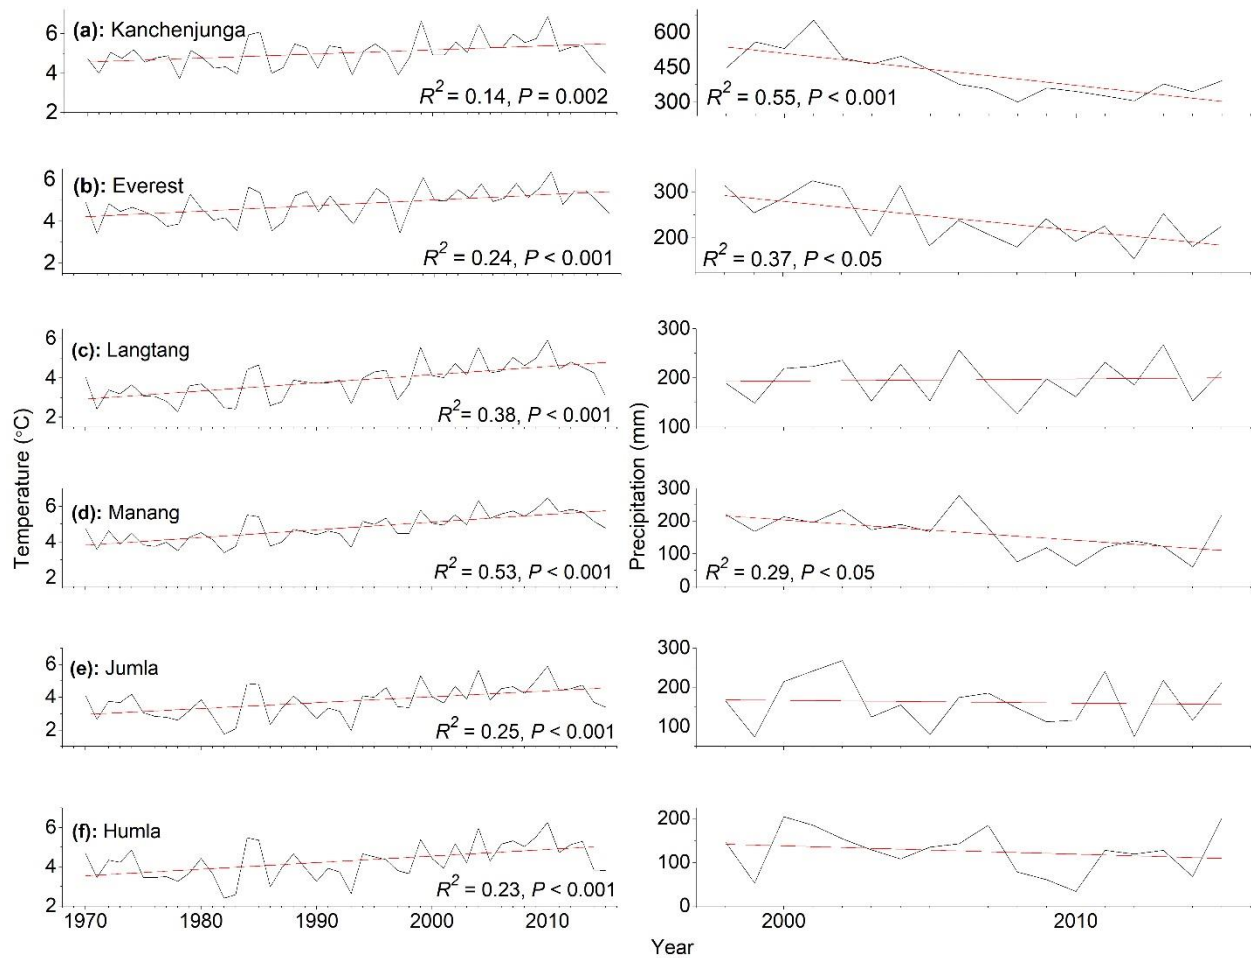 (a): Kanchenjunga
6
4
2
R² = 0.14, P = 0.002
600
450
300
R² = 0.55, P < 0.001
(b): Everest
6
4
2
R² = 0.24, P < 0.001
300
200
R² = 0.37, P < 0.05
(c): Langtang
6
4
2
R² = 0.38, P < 0.001
300
200
100
(d): Manang
6
4
2
R² = 0.53, P < 0.001
300
200
100
0
R² = 0.29, P < 0.05
(e): Jumla
6
4
2
R² = 0.25, P < 0.001
300
200
100
(f): Humla
6
4
2
R² = 0.23, P < 0.001
200
100
0
Temperature (°C)
Precipitation (mm)
1970 1980 1990 2000 2010
2000 2010
Year